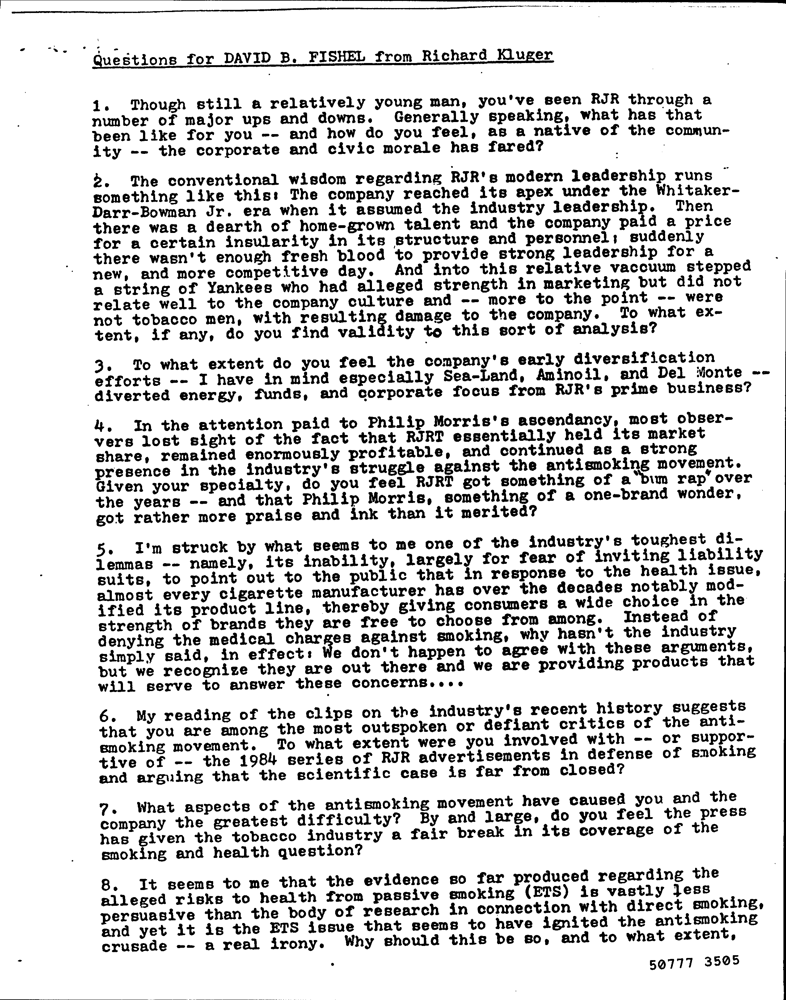 Questions for DAVID B. FISHEL from Richard Kluger
1. Though still a relatively young man, you've seen RJR through a
number of major ups and downs. Generally speaking, what has that
been like for you -- and how do you feel, as a native of the commun-
ity -- the corporate and civic morale has fared?
2. The conventional wisdom regarding RJR's modern leadership runs
something like this: The company reached its apex under the Whitaker-
Darr-Bowman Jr. era when it assumed the industry leadership. Then
there was a dearth of home-grown talent and the company paid a price
for a certain insularity in its structure and personnel; suddenly
there wasn't enough fresh blood to provide strong leadership for a
new, and more competitive day. And into this relative vaccuum stepped
a string of Yankees who had alleged strength in marketing but did not
relate well to the company culture and -- more to the point -- were
not tobacco men, with resulting damage to the company. To what ex-
tent, if any, do you find validity to this sort of analysis?
3. To what extent do you feel the company's early diversification
efforts -- I have in mind especially Sea-Land, Aminoil, and Del Monte --
diverted energy, funds, and corporate focus from RJR's prime business?
4. In the attention paid to Philip Morris's ascendancy, most obser-
vers lost sight of the fact that RJRT essentially held its market
share, remained enormously profitable, and continued as a strong
presence in the industry's struggle against the antismoking movement.
Given your specialty, do you feel RJRT got something of a "bum rap" over
the years -- and that Philip Morris, something of a one-brand wonder,
got rather more praise and ink than it merited?
5. I'm struck by what seems to me one of the industry's toughest di-
lemmas -- namely, its inability, largely for fear of inviting liability
suits, to point out to the public that in response to the health issue,
almost every cigarette manufacturer has over the decades notably mod-
ified its product line, thereby giving consumers a wide choice in the
strength of brands they are free to choose from among. Instead of
denying the medical charges against smoking, why hasn't the industry
simply said, in effect: We don't happen to agree with these arguments,
but we recognize they are out there and we are providing products that
will serve to answer these concerns....
6. My reading of the clips on the industry's recent history suggests
that you are among the most outspoken or defiant critics of the anti-
smoking movement. To what extent were you involved with -- or suppor-
tive of -- the 1984 series of RJR advertisements in defense of smoking
and arguing that the scientific case is far from closed?
7. What aspects of the antismoking movement have caused you and the
company the greatest difficulty? By and large, do you feel the press
has given the tobacco industry a fair break in its coverage of the
smoking and health question?
8. It seems to me that the evidence so far produced regarding the
alleged risks to health from passive smoking (ETS) is vastly less
persuasive than the body of research in connection with direct smoking,
and yet it is the ETS issue that seems to have ignited the antismoking
crusade -- a real irony. Why should this be so, and to what extent,
50777 3505